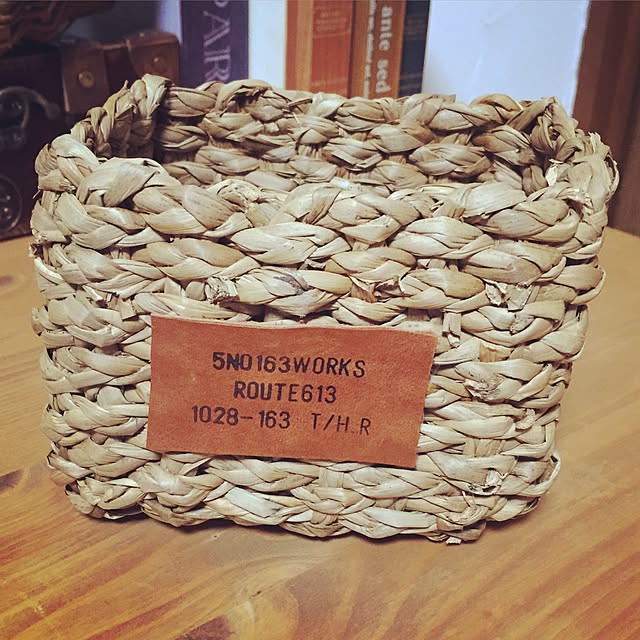 PAR
ante sed
5NO163WORKS
ROUTE613
1028-163 T/H.R